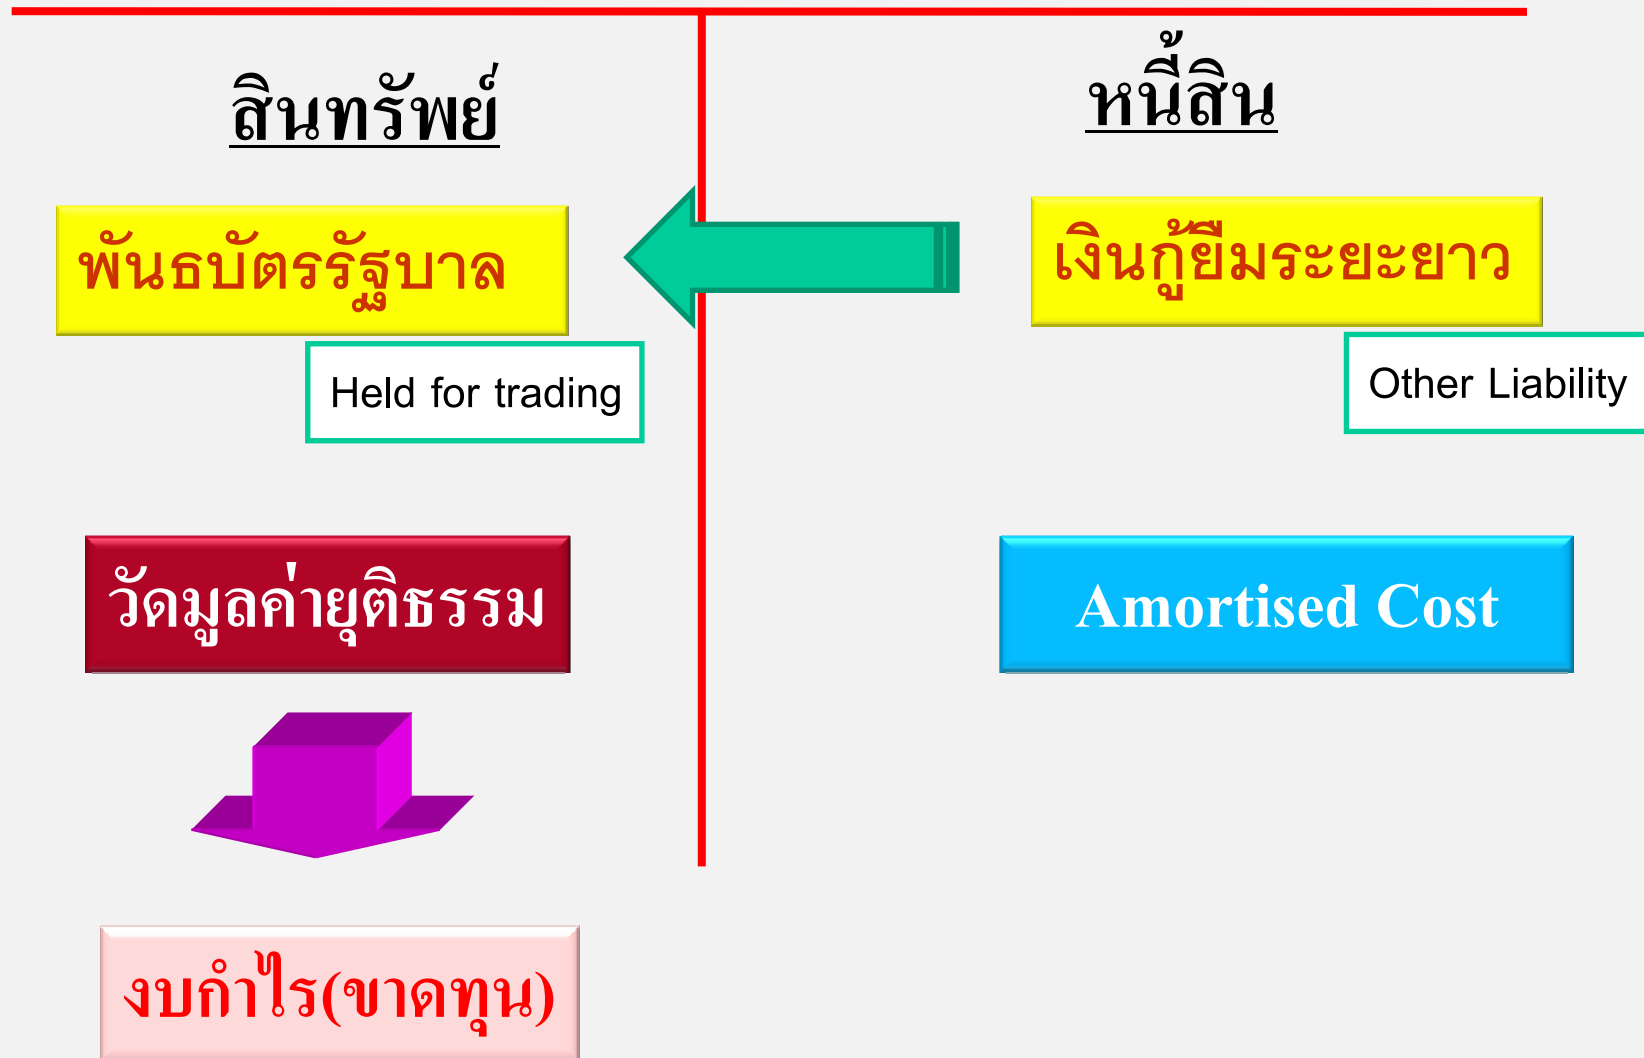 สินทรัพย์
พันธบัตรรัฐบาล
Held for trading
วัดมูลค่ายุติธรรม
งบกำไร(ขาดทุน)
หนี้สิน
เงินกู้ยืมระยะยาว
Other Liability
Amortised Cost